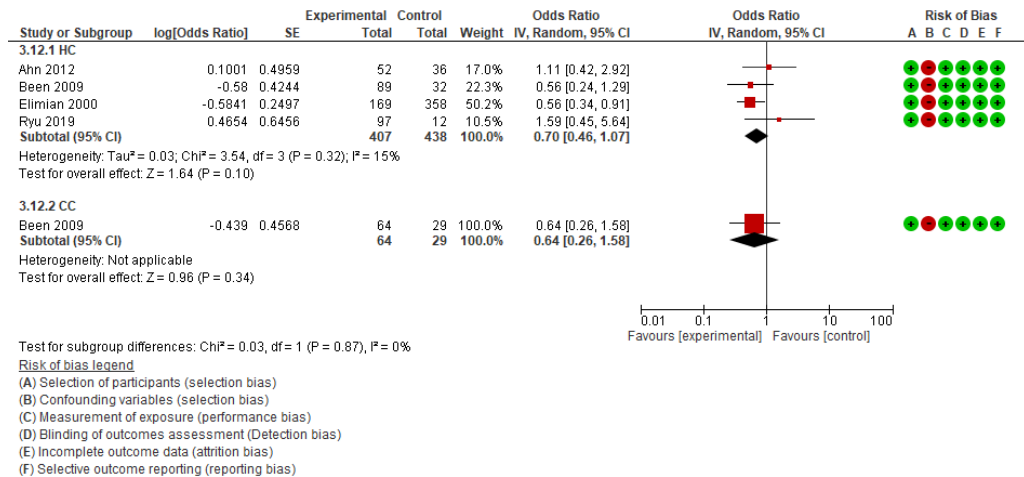 Experimental Control Odds Ratio Odds Ratio Risk of Bias
Study or Subgroup log[Odds Ratio] SE Total Total Weight IV, Random, 95% CI IV, Random, 95% CI A B C D E F
3.12.1 HC
Ahn 2012 0.1001 0.4959 52 36 17.0% 1.11 [0.42, 2.92] + - + + + +
Been 2009 -0.58 0.4244 89 32 22.3% 0.56 [0.24, 1.29] + - + + + +
Elimian 2000 -0.5841 0.2497 169 358 50.2% 0.56 [0.34, 0.91] + - + + + +
Ryu 2019 0.4654 0.6456 97 12 10.5% 1.59 [0.45, 5.64] + - + + + +
Subtotal (95% CI) 407 438 100.0% 0.70 [0.46, 1.07]
Heterogeneity: Tau² = 0.03; Chi² = 3.54, df = 3 (P = 0.32); I² = 15%
Test for overall effect: Z = 1.64 (P = 0.10)
3.12.2 CC
Been 2009 -0.439 0.4568 64 29 100.0% 0.64 [0.26, 1.58] + - + + + +
Subtotal (95% CI) 64 29 100.0% 0.64 [0.26, 1.58]
Heterogeneity: Not applicable
Test for overall effect: Z = 0.96 (P = 0.34)
0.01 0.1 1 10 100
Favours [experimental] Favours [control]
Test for subgroup differences: Chi² = 0.03, df = 1 (P = 0.87), I² = 0%
Risk of bias legend
(A) Selection of participants (selection bias)
(B) Confounding variables (selection bias)
(C) Measurement of exposure (performance bias)
(D) Blinding of outcomes assessment (Detection bias)
(E) Incomplete outcome data (attrition bias)
(F) Selective outcome reporting (reporting bias)